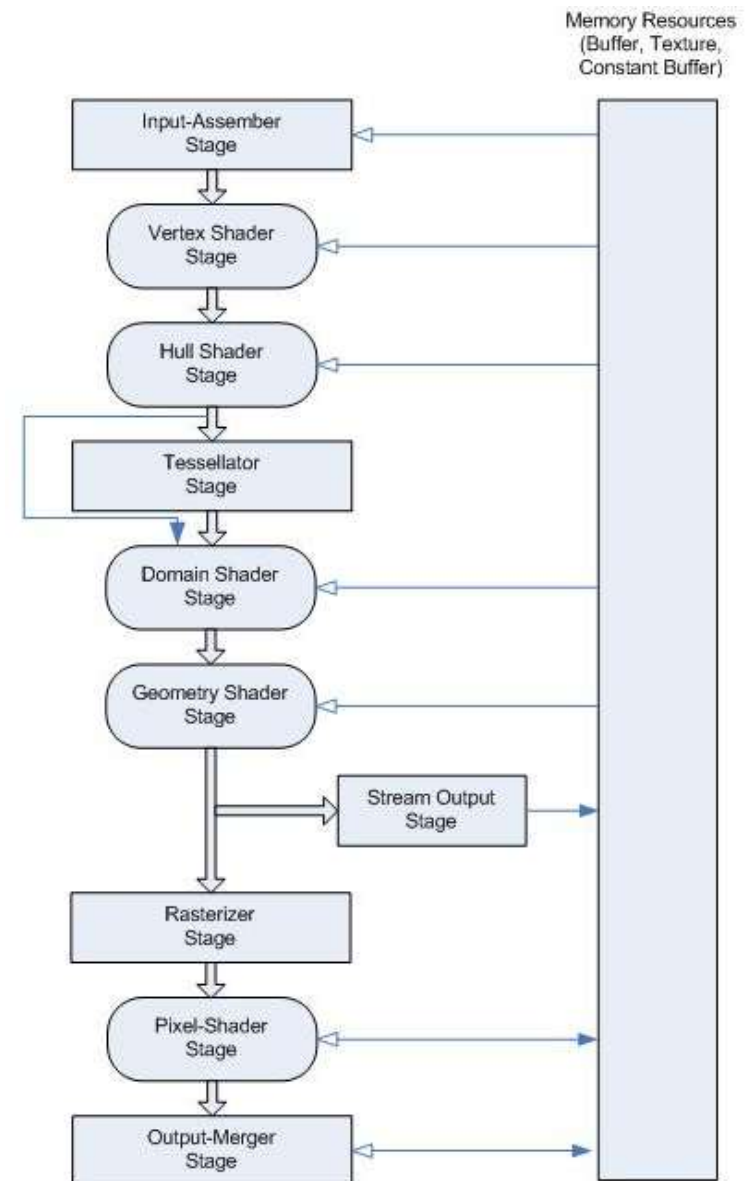 Memory Resources
(Buffer, Texture,
Constant Buffer)
Input-Assember
Stage
Vertex Shader
Stage
Hull Shader
Stage
Tessellator
Stage
Domain Shader
Stage
Geometry Shader
Stage
Stream Output
Stage
Rasterizer
Stage
Pixel-Shader
Stage
Output-Merger
Stage